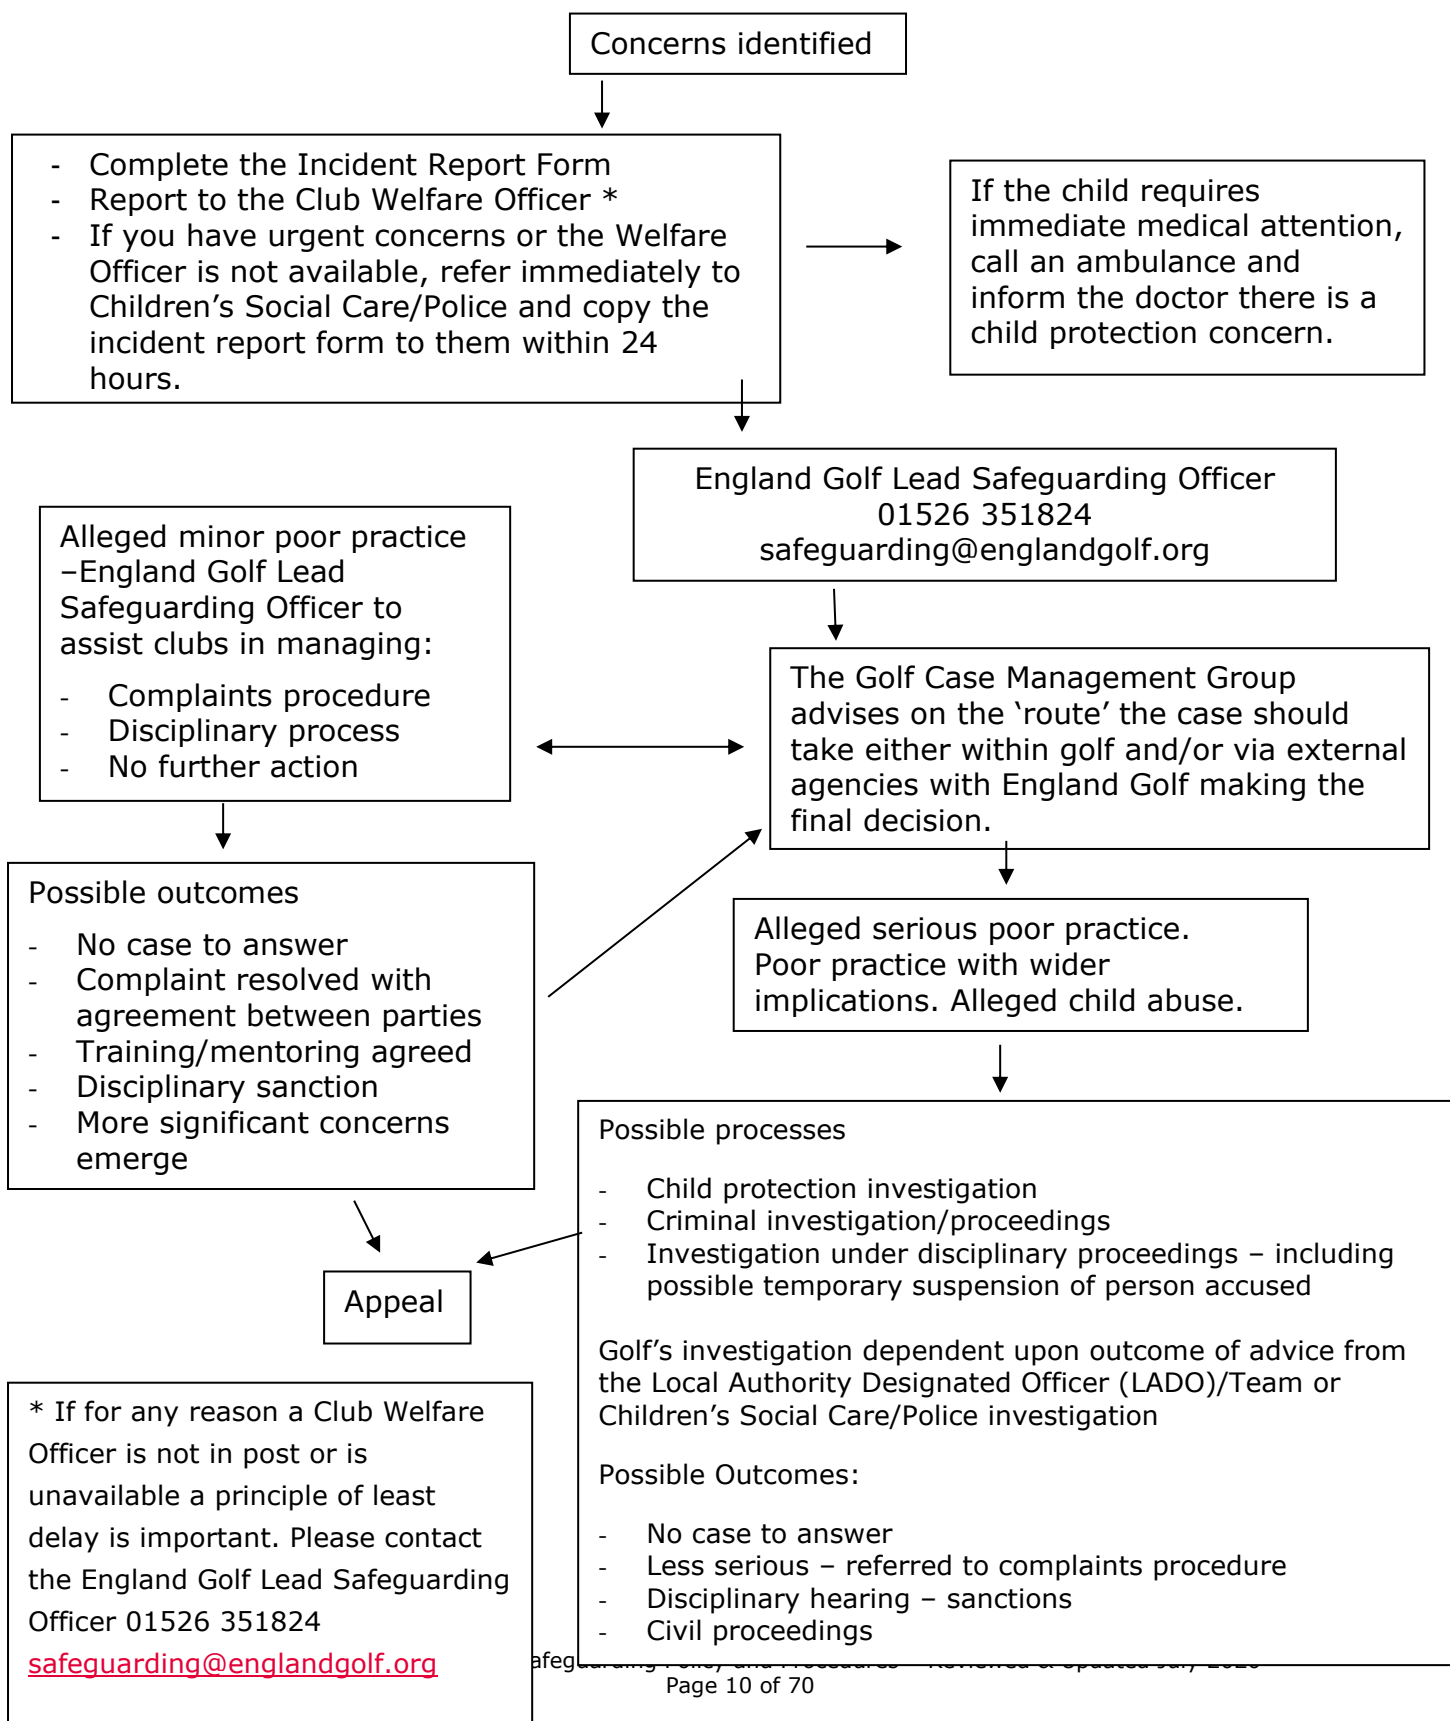 Concerns identified
- Complete the Incident Report Form
- Report to the Club Welfare Officer *
- If you have urgent concerns or the Welfare
Officer is not available, refer immediately to
Children’s Social Care/Police and copy the
incident report form to them within 24
hours.
If the child requires
immediate medical attention,
call an ambulance and
inform the doctor there is a
child protection concern.
England Golf Lead Safeguarding Officer
01526 351824
safeguarding@englandgolf.org
Alleged minor poor practice
–England Golf Lead
Safeguarding Officer to
assist clubs in managing:
- Complaints procedure
- Disciplinary process
- No further action
The Golf Case Management Group
advises on the ‘route’ the case should
take either within golf and/or via external
agencies with England Golf making the
final decision.
Possible outcomes
- No case to answer
- Complaint resolved with
agreement between parties
- Training/mentoring agreed
- Disciplinary sanction
- More significant concerns
emerge
Alleged serious poor practice.
Poor practice with wider
implications. Alleged child abuse.
Possible processes
- Child protection investigation
- Criminal investigation/proceedings
- Investigation under disciplinary proceedings – including
possible temporary suspension of person accused
Golf’s investigation dependent upon outcome of advice from
the Local Authority Designated Officer (LADO)/Team or
Children’s Social Care/Police investigation
Possible Outcomes:
- No case to answer
- Less serious – referred to complaints procedure
- Disciplinary hearing – sanctions
- Civil proceedings
Appeal
* If for any reason a Club Welfare
Officer is not in post or is
unavailable a principle of least
delay is important. Please contact
the England Golf Lead Safeguarding
Officer 01526 351824
safeguarding@englandgolf.org
Policy and Procedures Reviewed & Updated July
Page 10 of 70